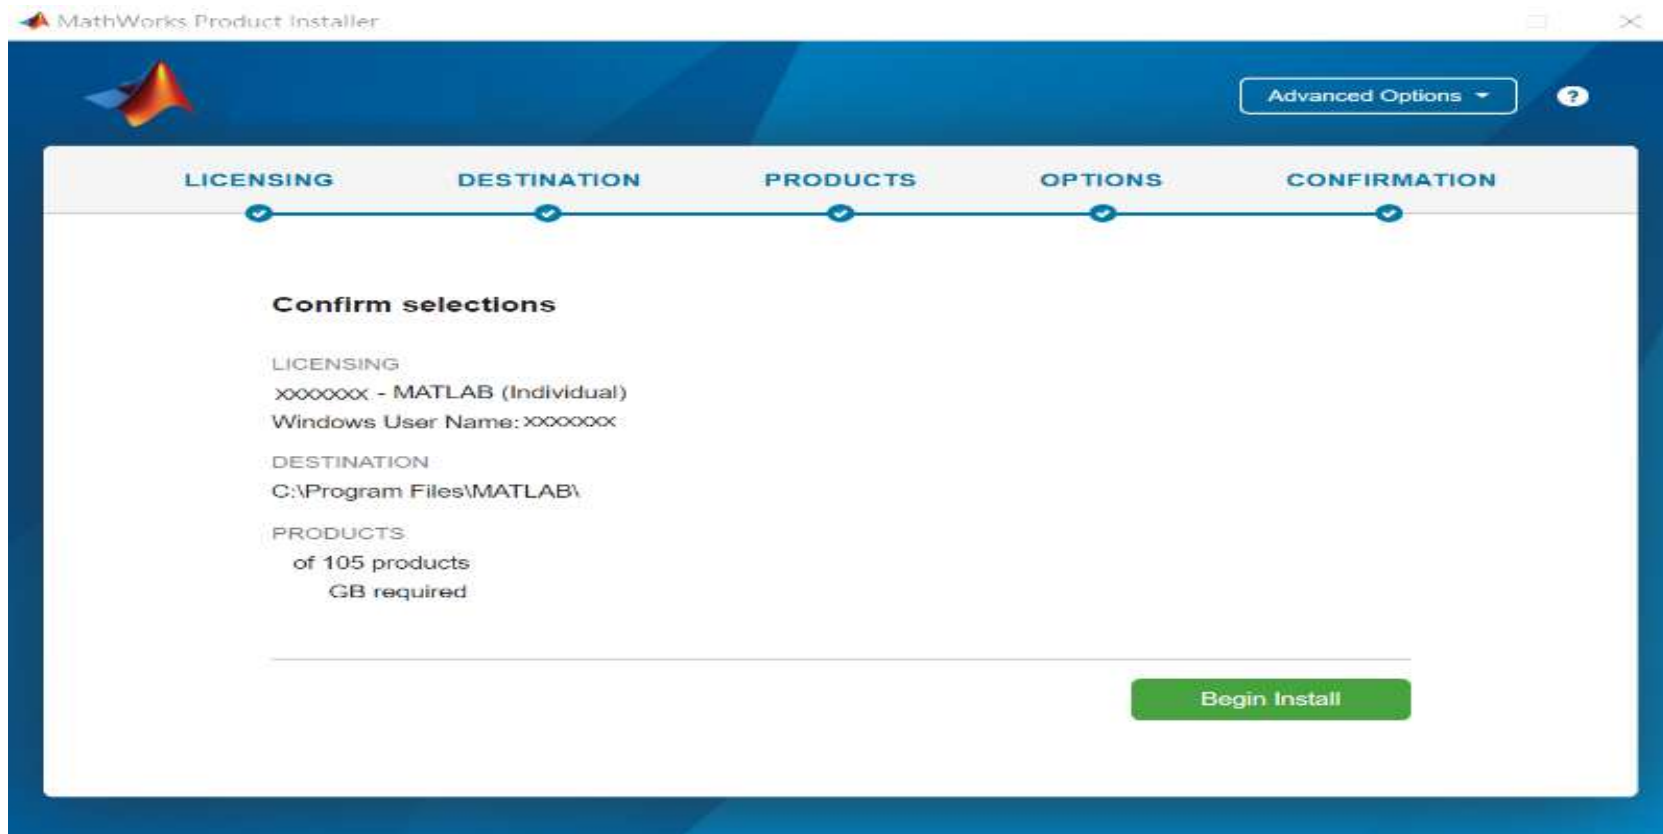 MathWorks Product Installer
Advanced Options
?
LICENSING DESTINATION PRODUCTS OPTIONS CONFIRMATION
Confirm selections
LICENSING
xxxxxxx - MATLAB (Individual)
Windows User Name: xxxxxxx
DESTINATION
C:\Program Files\MATLAB\
PRODUCTS
of 105 products
GB required
Begin Install